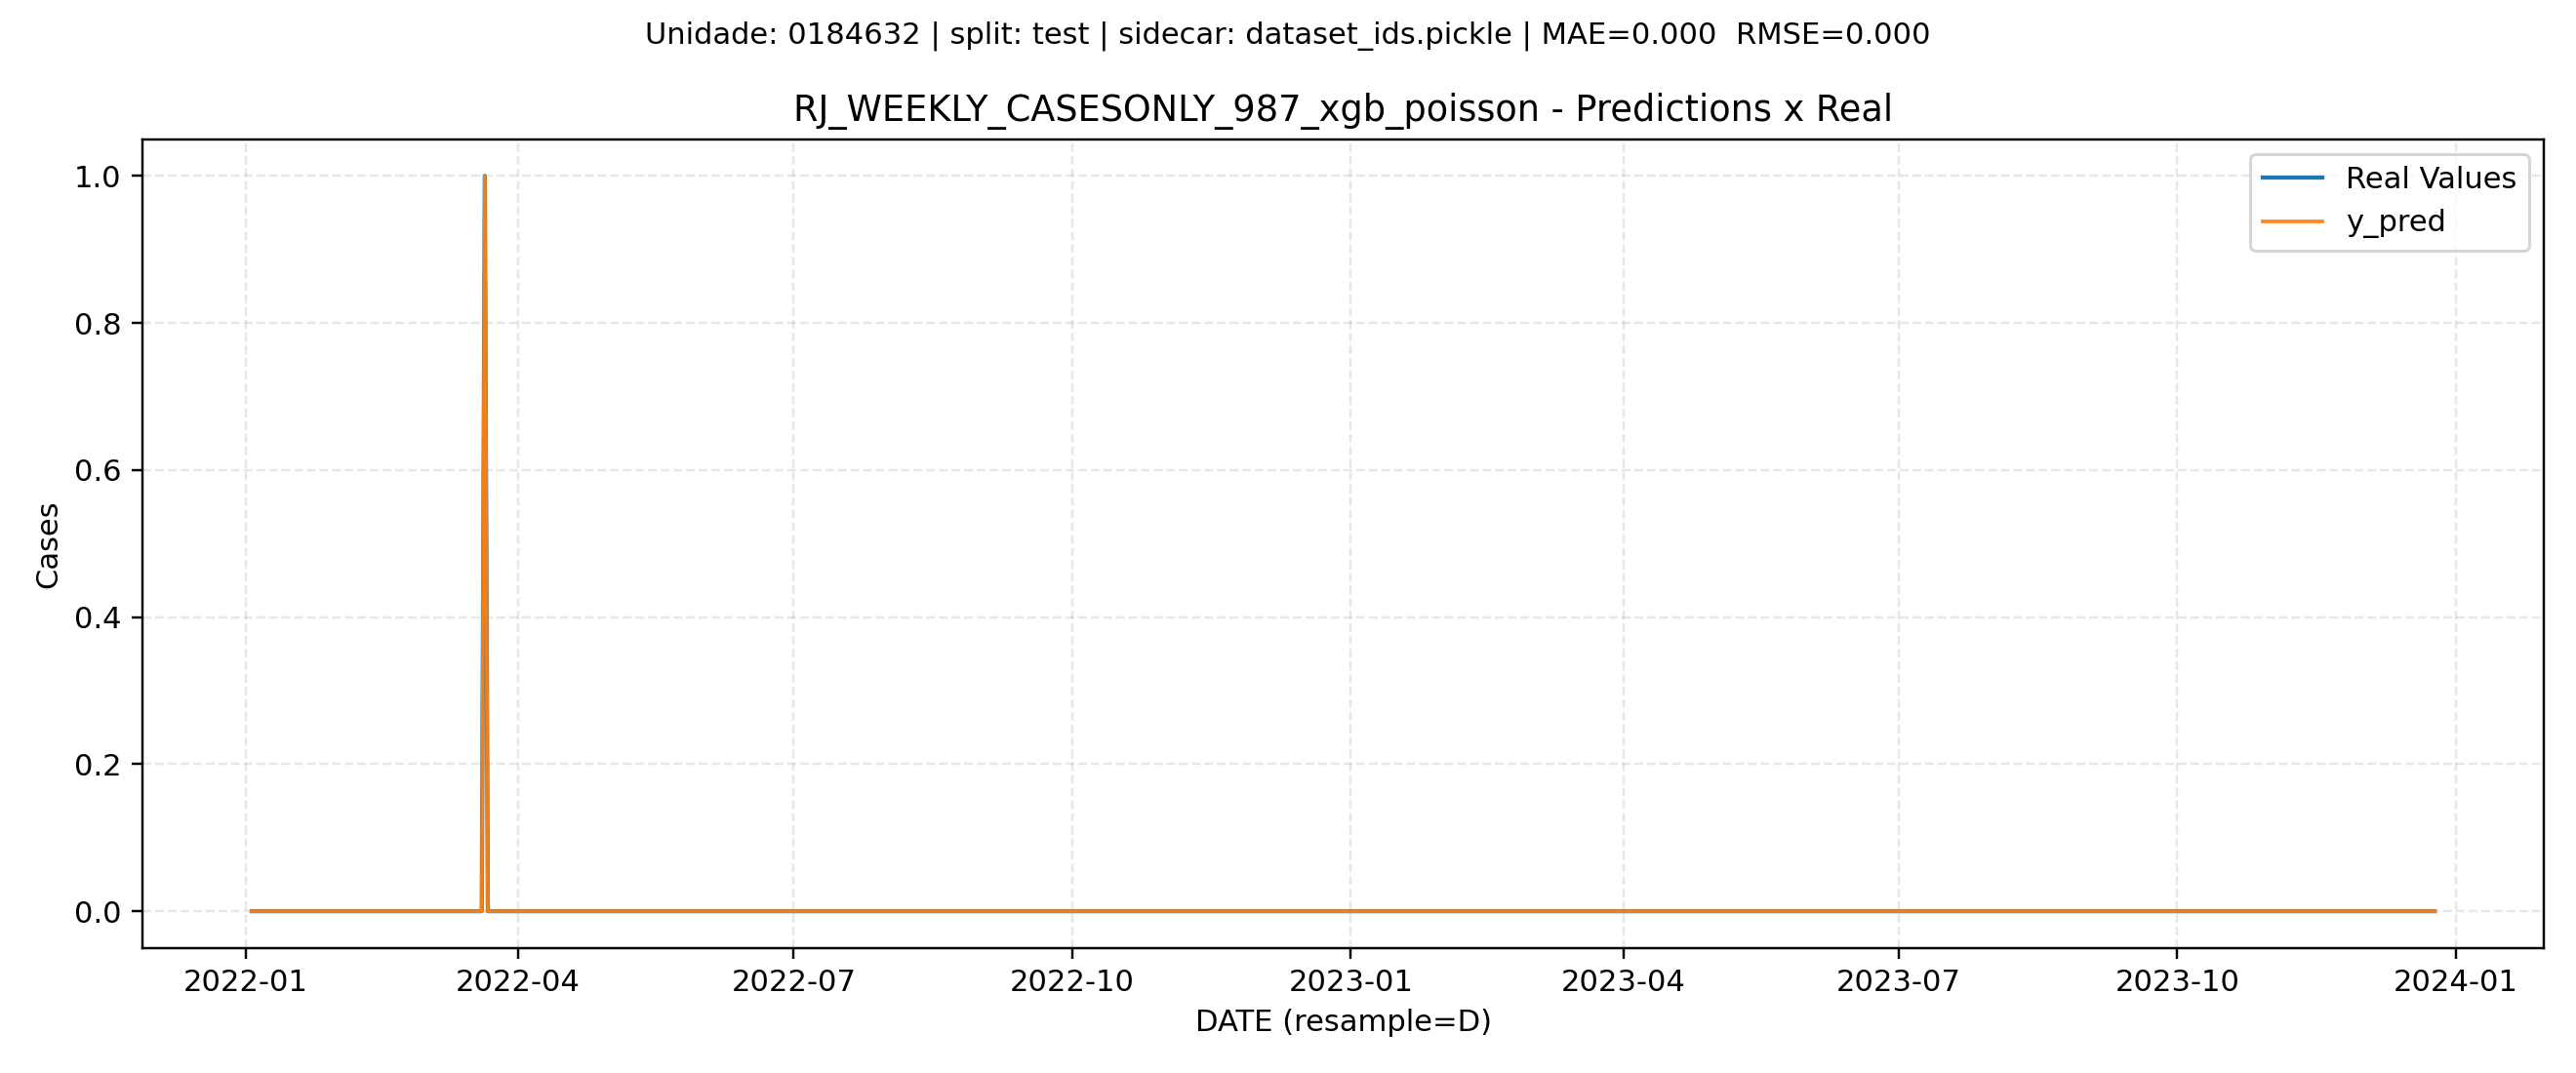 Unidade: 0184632 | split: test | sidecar: dataset_ids.pickle | MAE=0.000  RMSE=0.000
RJ_WEEKLY_CASESONLY_987_xgb_poisson - Predictions x Real
Real Values
y_pred
Cases
1.0
0.8
0.6
0.4
0.2
0.0
2022-01 2022-04 2022-07 2022-10 2023-01 2023-04 2023-07 2023-10 2024-01
DATE (resample=D)